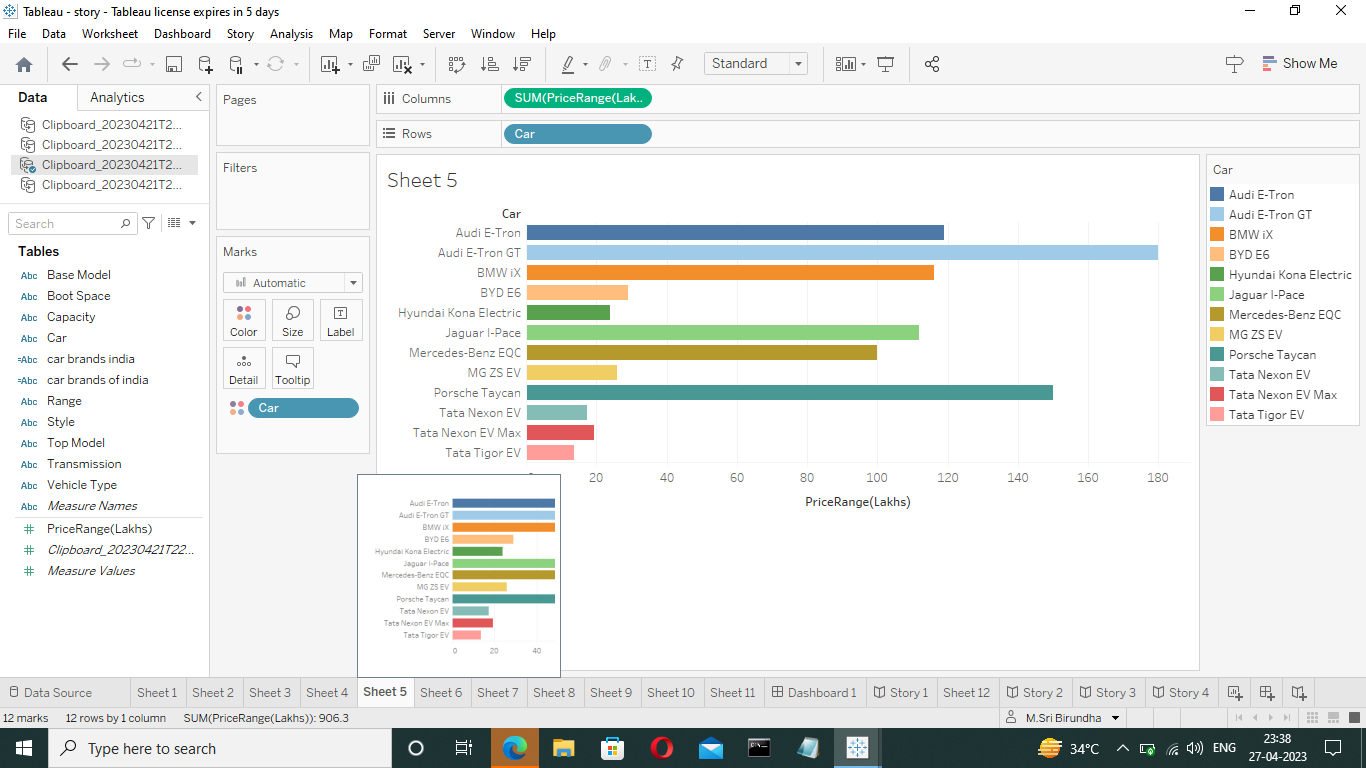 Tableau - story - Tableau license expires in 5 days
File Data Worksheet Dashboard Story Analysis Map Format Server Window Help
Standard
Show Me
Data Analytics
Clipboard_20230421T2...
Clipboard_20230421T2...
Clipboard_20230421T2...
Clipboard_20230421T2...
Search
Tables
Abc Base Model
Abc Boot Space
Abc Capacity
Abc Car
=Abc car brands india
=Abc car brands of india
Abc Range
Abc Style
Abc Top Model
Abc Transmission
Abc Vehicle Type
Abc Measure Names
# PriceRange(Lakhs)
# Clipboard_20230421T22...
# Measure Values
Pages
Filters
Marks
Automatic
Color Size Label
Detail Tooltip
Car
Columns SUM(PriceRange(Lak..
Rows Car
Sheet 5
Car
Audi E-Tron
Audi E-Tron GT
BMW iX
BYD E6
Hyundai Kona Electric
Jaguar I-Pace
Mercedes-Benz EQC
MG ZS EV
Porsche Taycan
Tata Nexon EV
Tata Nexon EV Max
Tata Tigor EV
20 40 60 80 100 120 140 160 180
PriceRange(Lakhs)
Audi E-Tron
Audi E-Tron GT
BMW iX
BYD E6
Hyundai Kona Electric
Jaguar I-Pace
Mercedes-Benz EQC
MG ZS EV
Porsche Taycan
Tata Nexon EV
Tata Nexon EV Max
Tata Tigor EV
0 20 40
Car
Audi E-Tron
Audi E-Tron GT
BMW iX
BYD E6
Hyundai Kona Electric
Jaguar I-Pace
Mercedes-Benz EQC
MG ZS EV
Porsche Taycan
Tata Nexon EV
Tata Nexon EV Max
Tata Tigor EV
Data Source Sheet 1 Sheet 2 Sheet 3 Sheet 4 Sheet 5 Sheet 6 Sheet 7 Sheet 8 Sheet 9 Sheet 10 Sheet 11 Dashboard 1 Story 1 Sheet 12 Story 2 Story 3 Story 4
12 marks 12 rows by 1 column SUM(PriceRange(Lakhs)): 906.3 M.Sri Birundha
Type here to search
34°C
ENG
23:38
27-04-2023